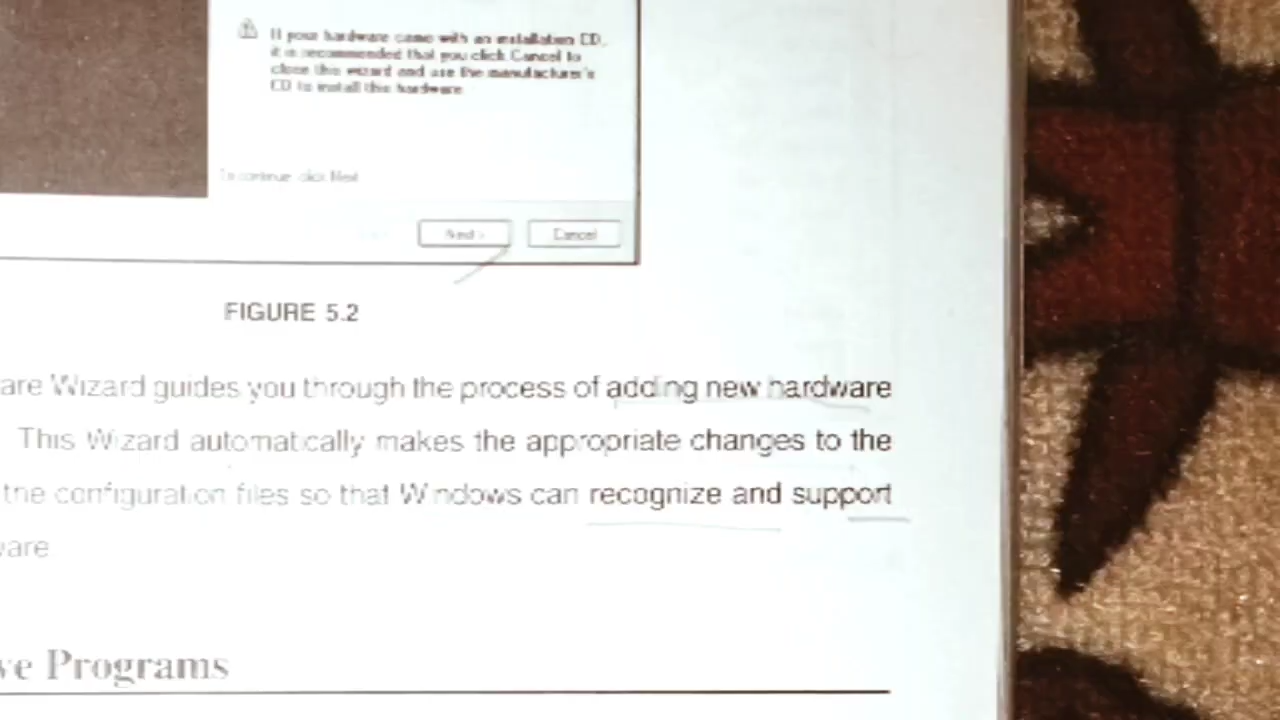 If your hardware came with an installation CD,
it is recommended that you click Cancel to
close this wizard and use the manufacturer's
CD to install this hardware.
To continue, click Next.
Next >
Cancel
FIGURE 5.2
are Wizard guides you through the process of adding new hardware
This Wizard automatically makes the appropriate changes to the
the configuration files so that Windows can recognize and support
ware
ve Programs